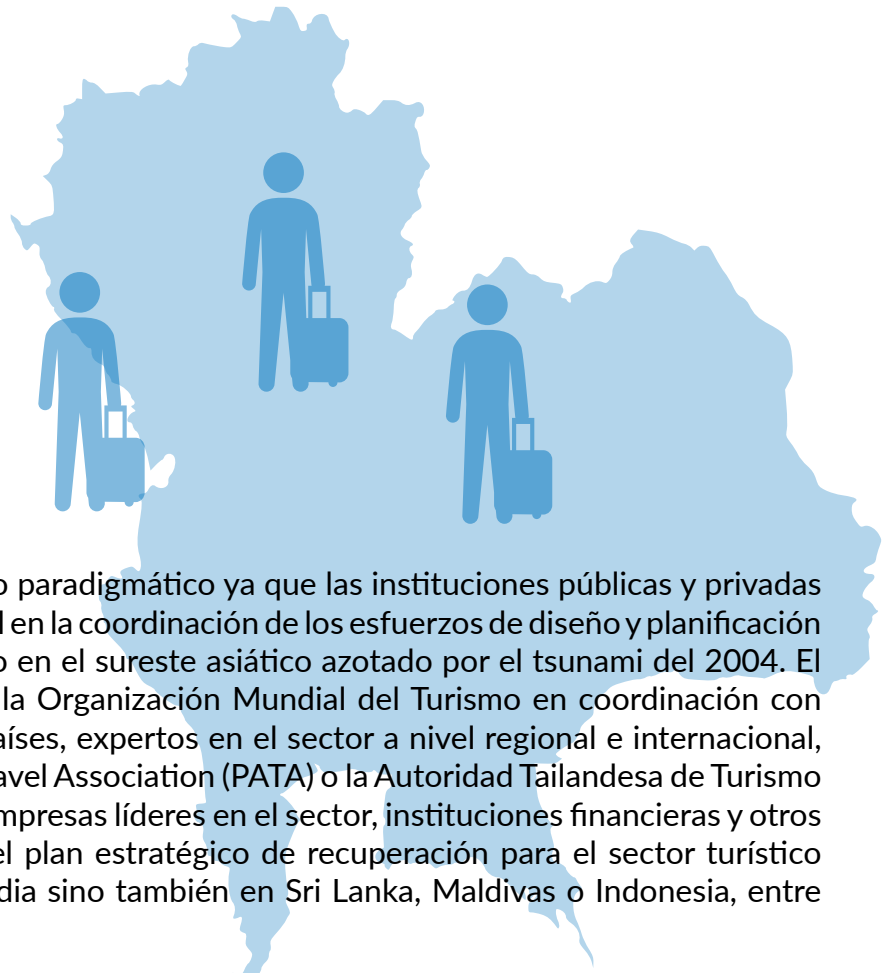 o paradigmático ya que las instituciones públicas y privadas
l en la coordinación de los esfuerzos de diseño y planificación
o en el sureste asiático azotado por el tsunami del 2004. El
la Organización Mundial del Turismo en coordinación con
aíses, expertos en el sector a nivel regional e internacional,
avel Association (PATA) o la Autoridad Tailandesa de Turismo
mpresas líderes en el sector, instituciones financieras y otros
el plan estratégico de recuperación para el sector turístico
dia sino también en Sri Lanka, Maldivas o Indonesia, entre